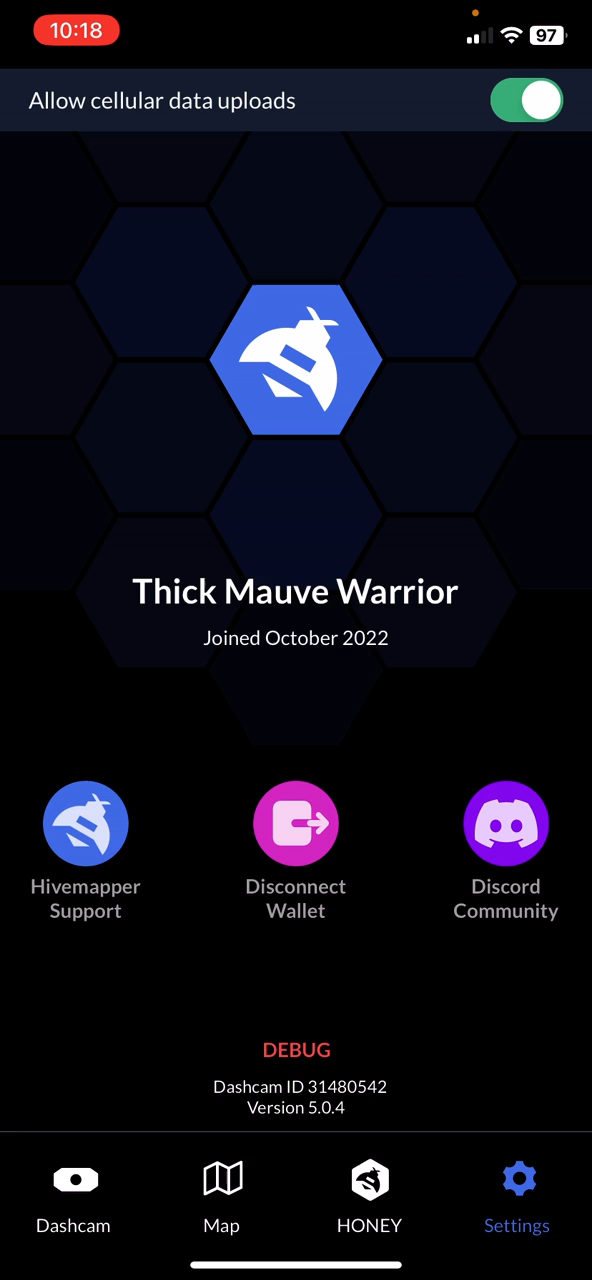 10:18
97
Allow cellular data uploads
Thick Mauve Warrior
Joined October 2022
Hivemapper
Support
Disconnect
Wallet
Discord
Community
DEBUG
Dashcam ID 31480542
Version 5.0.4
Dashcam
Map
HONEY
Settings